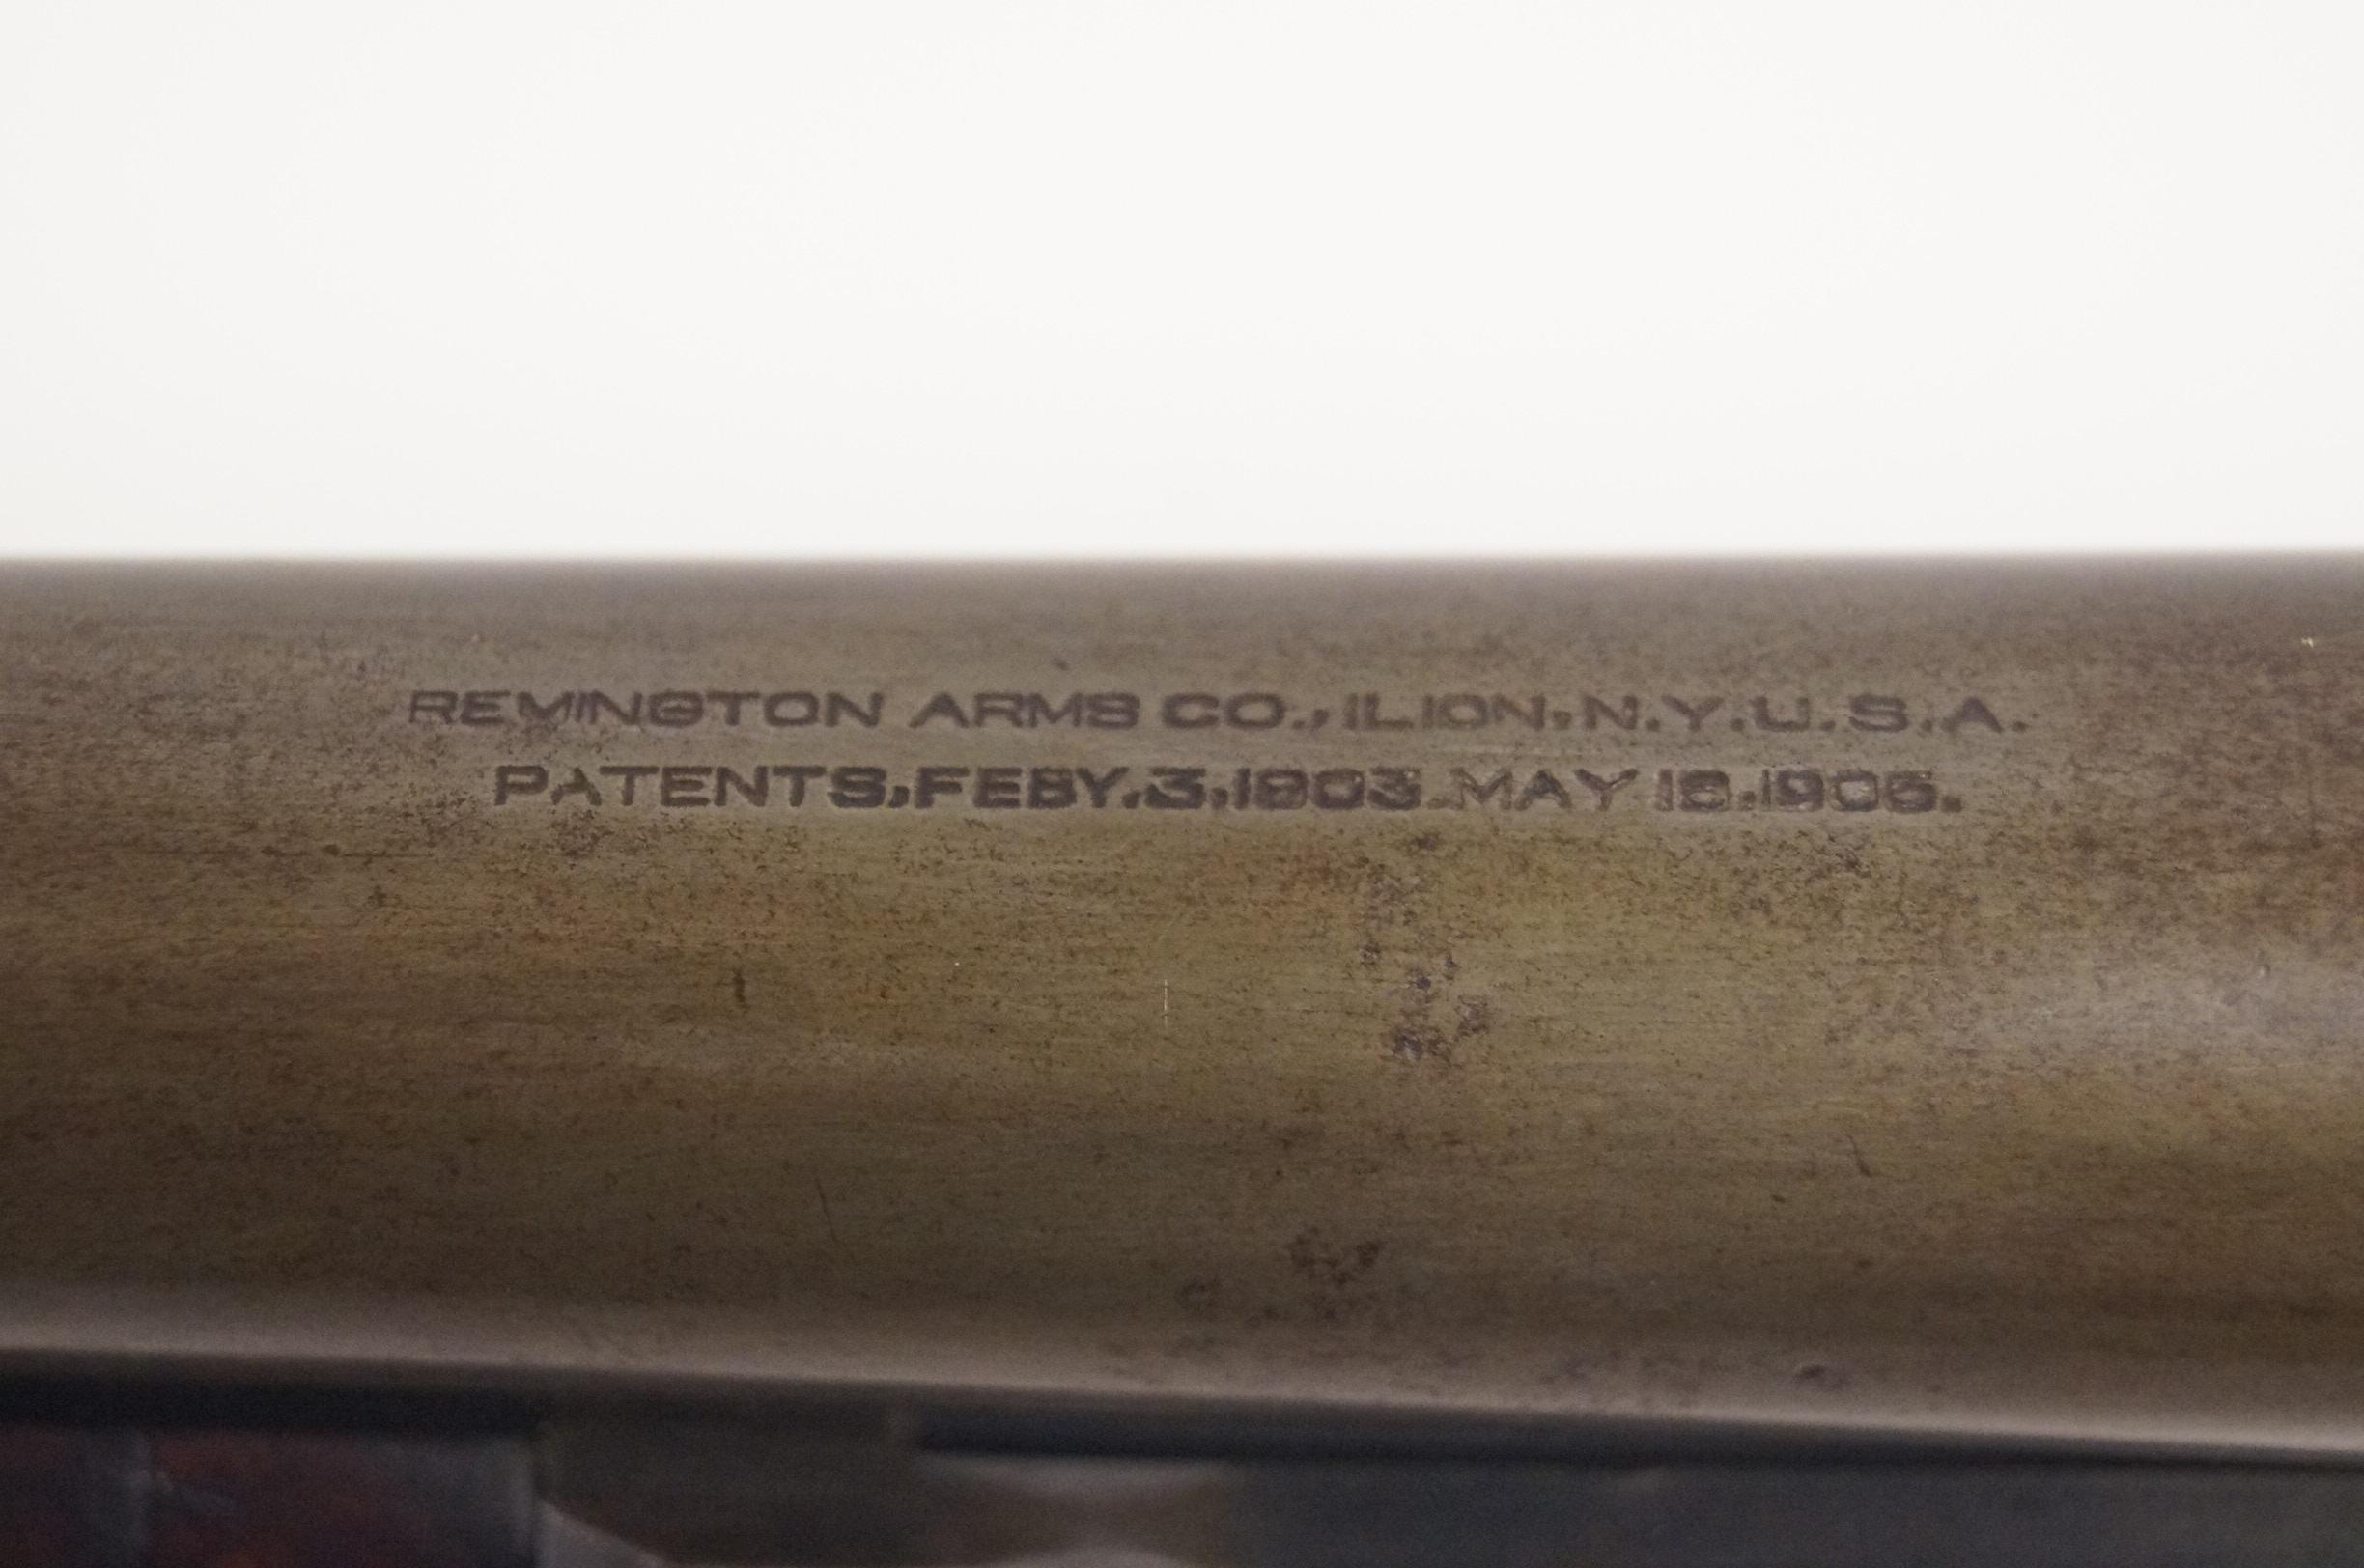 REMINGTON ARMS CO., ILION, N.Y. U.S.A.
PATENTS, FEBY. 3, 1903. MAY 16, 1905.